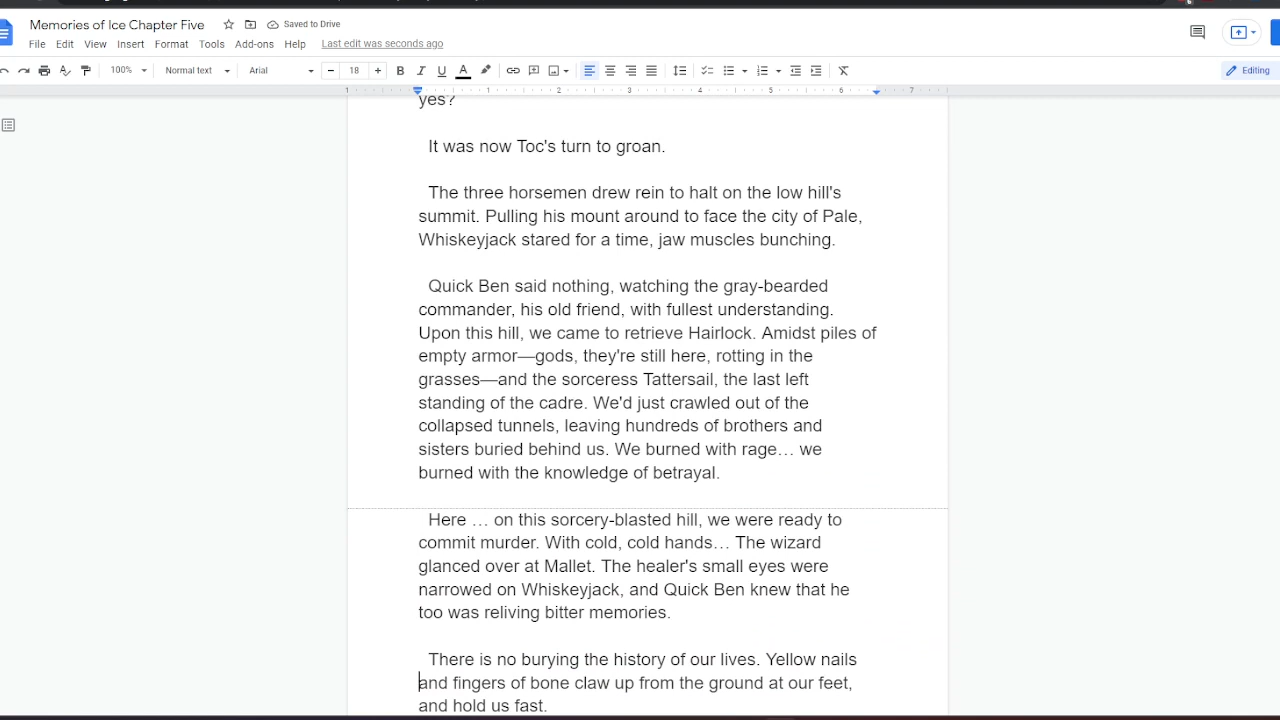 Memories of Ice Chapter Five
Saved to Drive
File Edit View Insert Format Tools Add-ons Help Last edit was seconds ago
100% Normal text Arial − 18 + B I U A Editing
1 1 2 3 4 5 6 7
yes?
It was now Toc's turn to groan.
The three horsemen drew rein to halt on the low hill's
summit. Pulling his mount around to face the city of Pale,
Whiskeyjack stared for a time, jaw muscles bunching.
Quick Ben said nothing, watching the gray-bearded
commander, his old friend, with fullest understanding.
Upon this hill, we came to retrieve Hairlock. Amidst piles of
empty armor—gods, they're still here, rotting in the
grasses—and the sorceress Tattersail, the last left
standing of the cadre. We'd just crawled out of the
collapsed tunnels, leaving hundreds of brothers and
sisters buried behind us. We burned with rage… we
burned with the knowledge of betrayal.
Here … on this sorcery-blasted hill, we were ready to
commit murder. With cold, cold hands… The wizard
glanced over at Mallet. The healer's small eyes were
narrowed on Whiskeyjack, and Quick Ben knew that he
too was reliving bitter memories.
There is no burying the history of our lives. Yellow nails
and fingers of bone claw up from the ground at our feet,
and hold us fast.